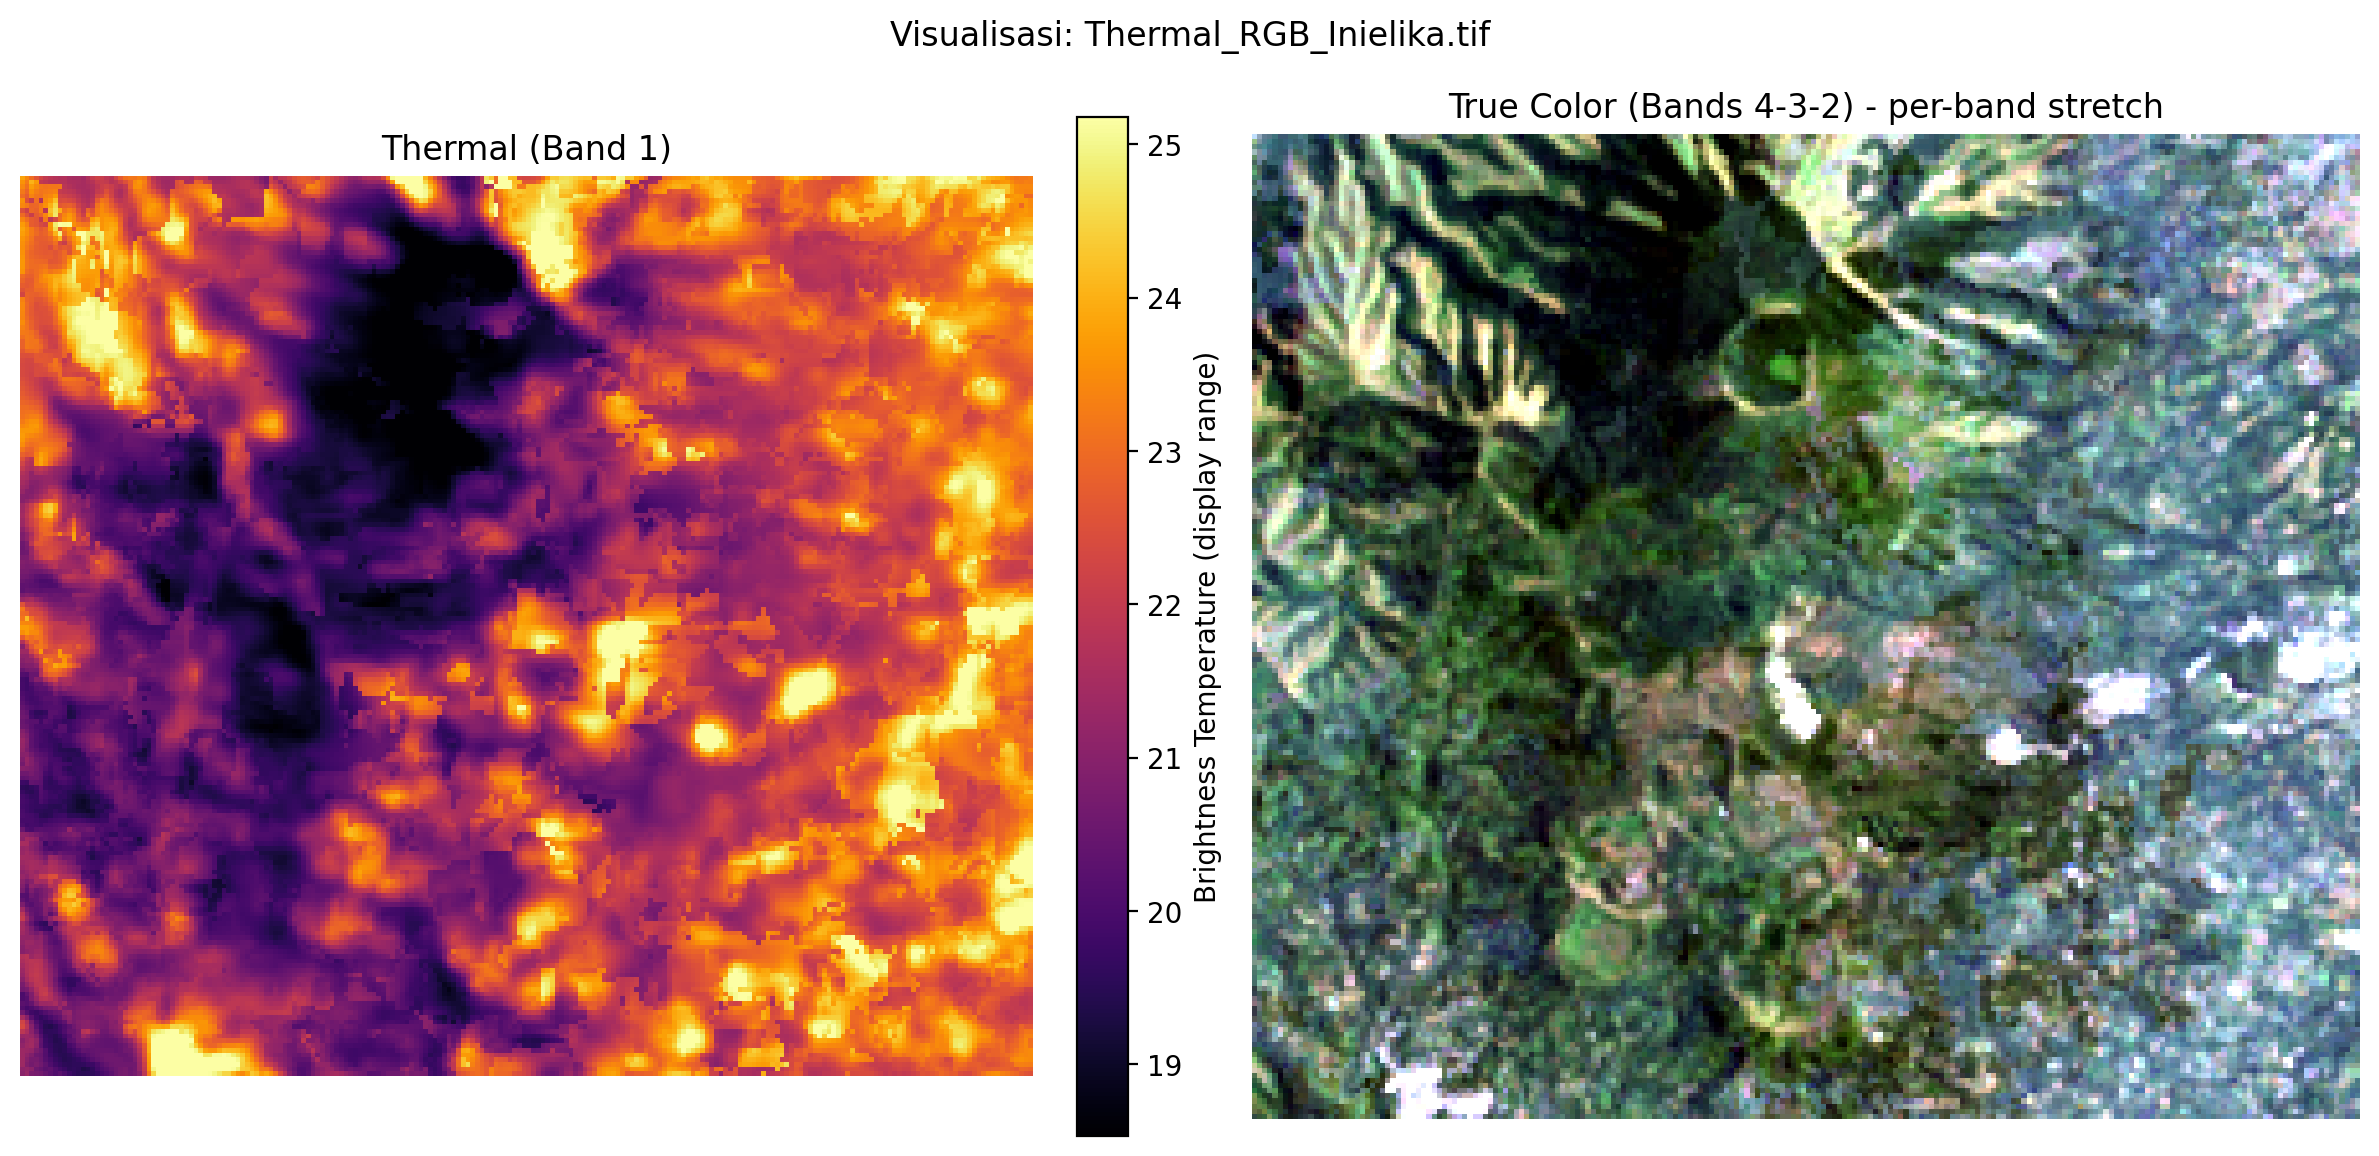 Visualisasi: Thermal_RGB_Inielika.tif
Thermal (Band 1)
25
24
23
22
21
20
19
Brightness Temperature (display range)
True Color (Bands 4-3-2) - per-band stretch